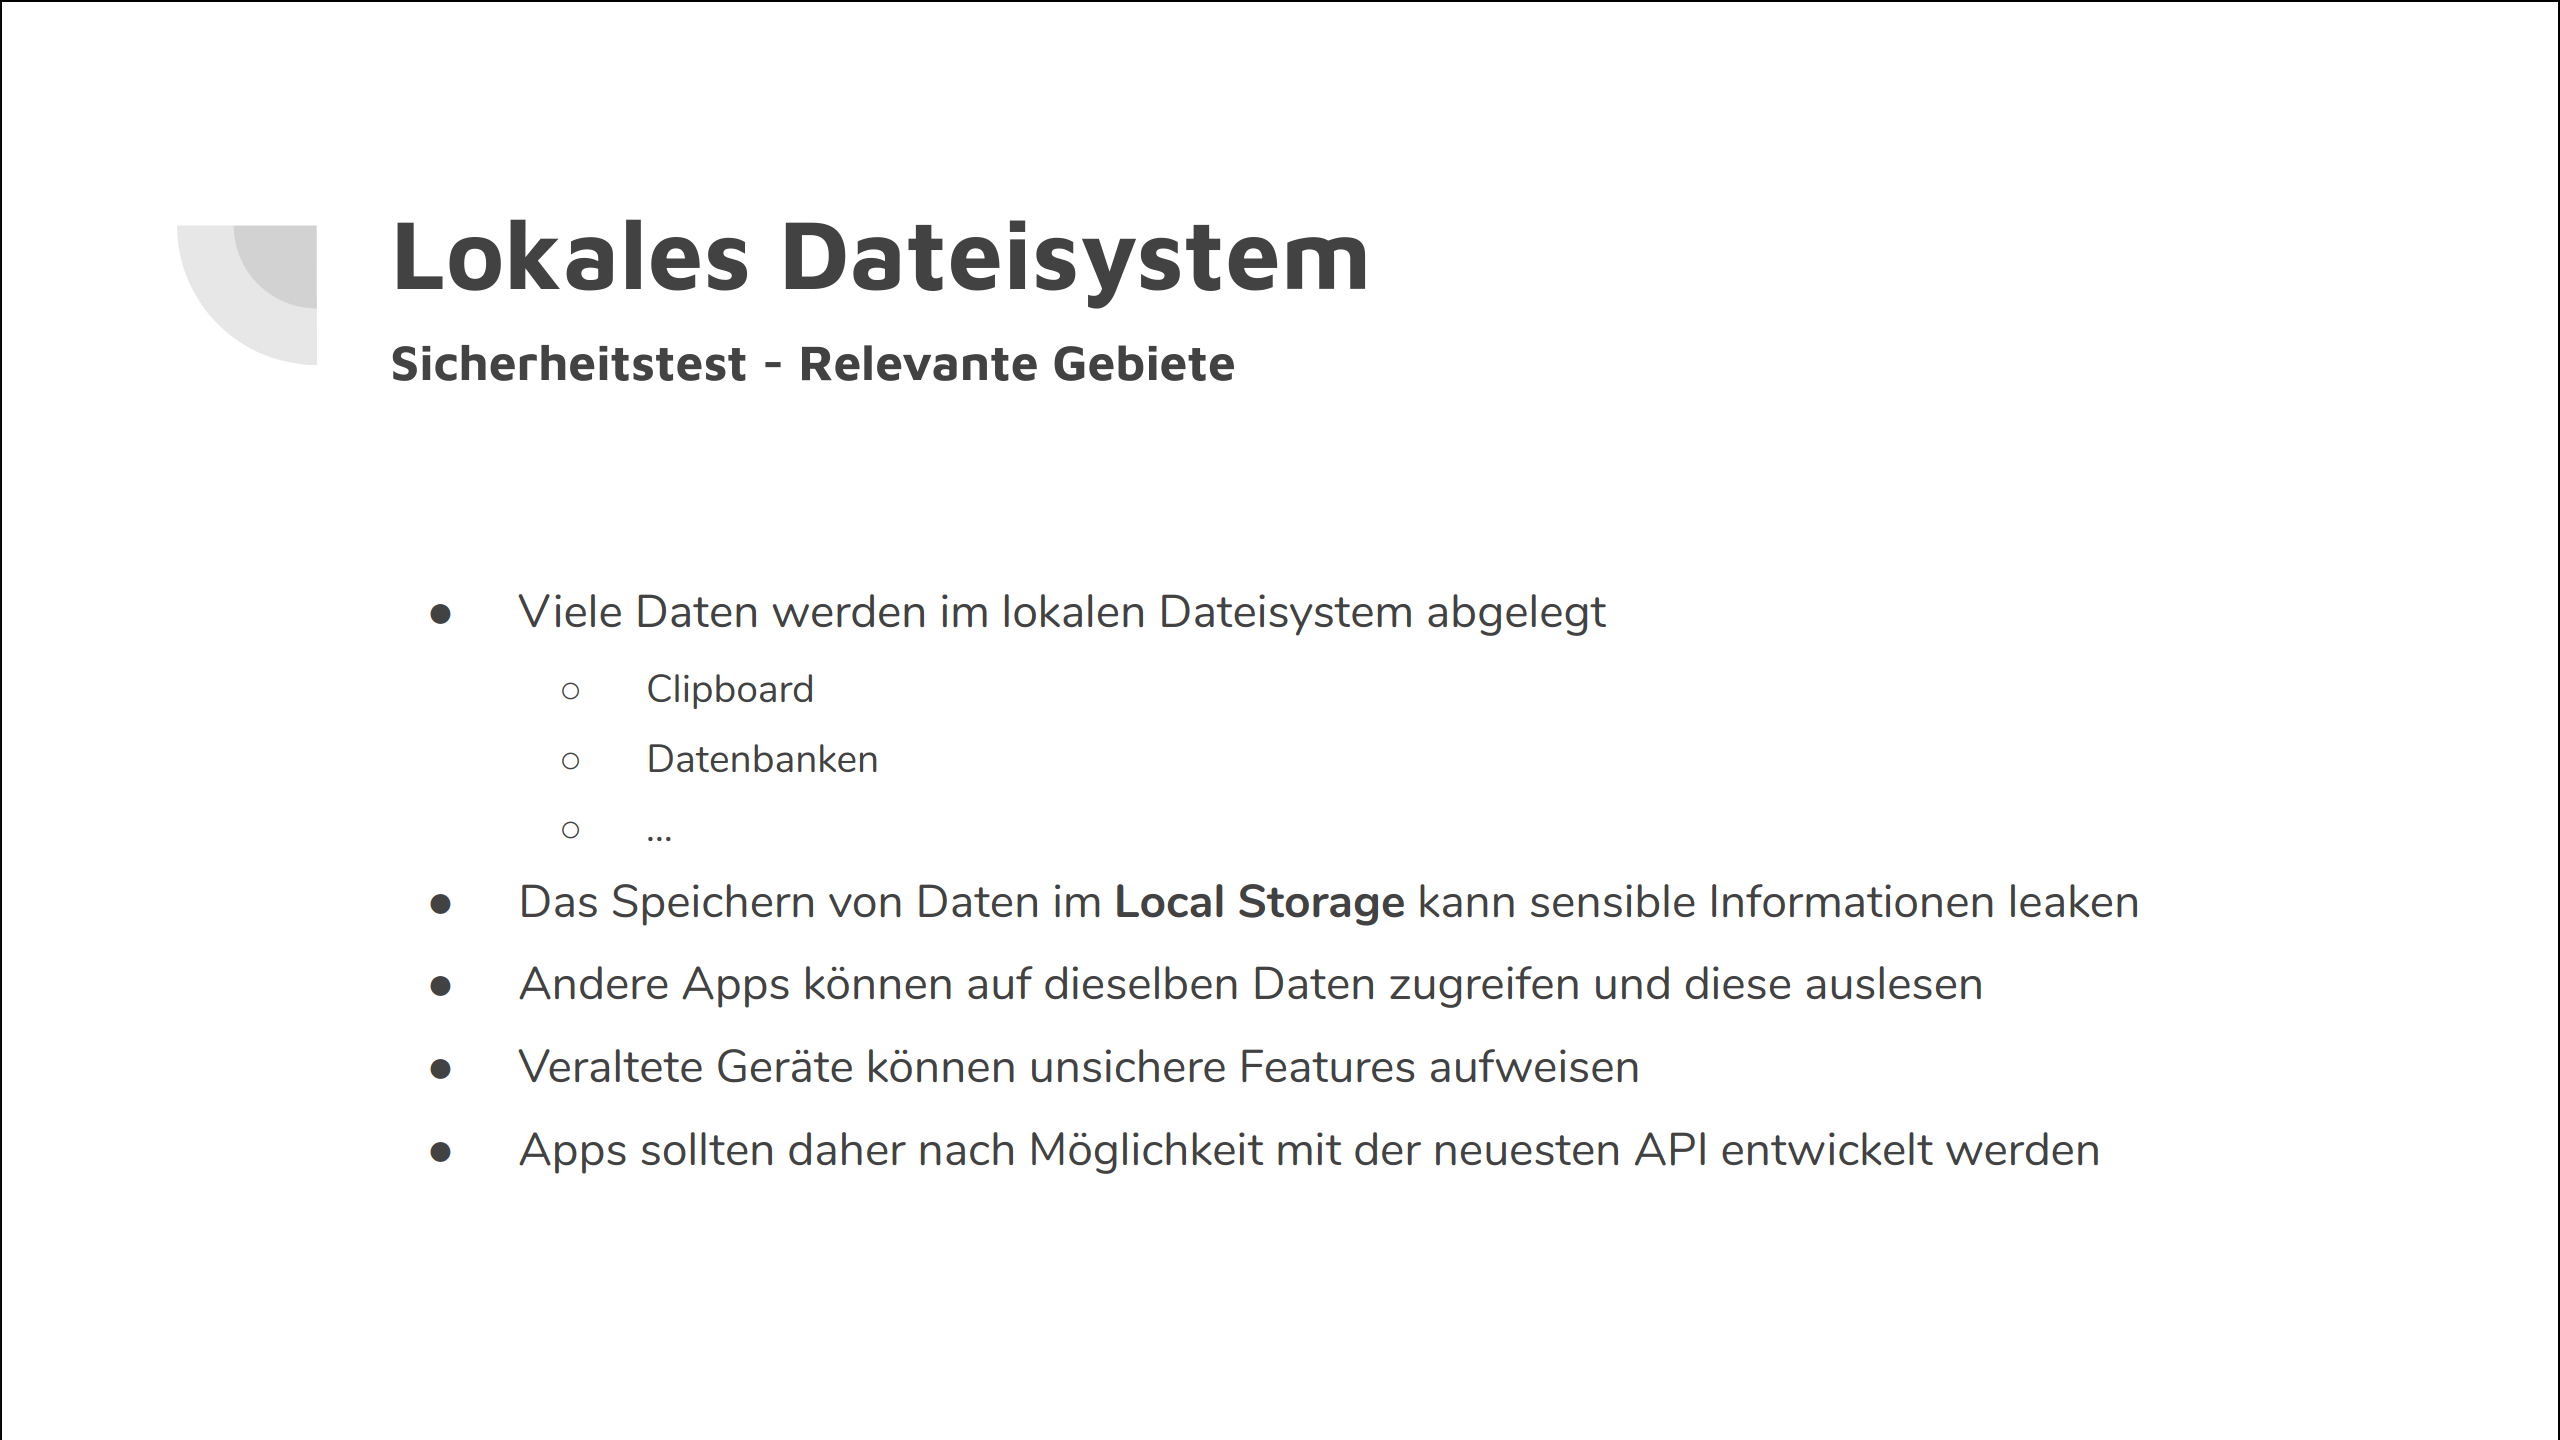 Lokales Dateisystem
Sicherheitstest - Relevante Gebiete
● Viele Daten werden im lokalen Dateisystem abgelegt
○ Clipboard
○ Datenbanken
○ ...
● Das Speichern von Daten im Local Storage kann sensible Informationen leaken
● Andere Apps können auf dieselben Daten zugreifen und diese auslesen
● Veraltete Geräte können unsichere Features aufweisen
● Apps sollten daher nach Möglichkeit mit der neuesten API entwickelt werden